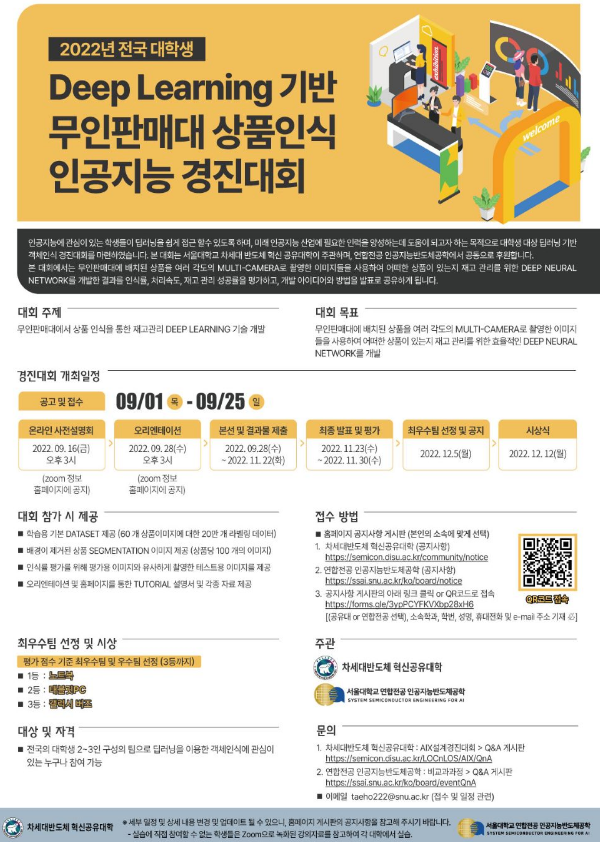 2022년 전국 대학생
Deep Learning 기반
무인판매대 상품인식
인공지능 경진대회
exhibition
welcome
인공지능에 관심이 있는 학생들이 딥러닝을 쉽게 접근 할수 있도록 하며, 미래 인공지능 산업에 필요한 인력을 양성하는데 도움이 되고자 하는 목적으로 대학생 대상 딥러닝 기반
객체인식 경진대회를 마련하였습니다. 본 대회는 서울대학교 차세대 반도체 혁신 공유대학이 주관하며, 연합전공 인공지능반도체공학에서 공동으로 후원합니다.
본 대회에서는 무인판매대에 배치된 상품을 여러 각도의 MULTI-CAMERA로 촬영한 이미지들을 사용하여 어떠한 상품이 있는지 재고 관리를 위한 DEEP NEURAL
NETWORK를 개발한 결과를 인식률, 처리속도, 재고 관리 성공률을 평가하고, 개발 아이디어와 방법을 발표로 공유하게 됩니다.
대회 주제
무인판매대에서 상품 인식을 통한 재고관리 DEEP LEARNING 기술 개발
대회 목표
무인판매대에 배치된 상품을 여러 각도의 MULTI-CAMERA로 촬영한 이미지
들을 사용하여 어떠한 상품이 있는지 재고 관리를 위한 효율적인 DEEP NEURAL
NETWORK를 개발
경진대회 개최일정
공고 및 접수 09/01 목 - 09/25 일
온라인 사전설명회
2022. 09. 16(금)
오후 3시
(zoom 정보
홈페이지에 공지)
오리엔테이션
2022. 09. 28(수)
오후 3시
(zoom 정보
홈페이지에 공지)
본선 및 결과물 제출
2022. 09.28(수)
~ 2022. 11. 22(화)
최종 발표 및 평가
2022. 11.23(수)
~ 2022. 11. 30(수)
최우수팀 선정 및 공지
2022. 12.5(월)
시상식
2022. 12. 12(월)
대회 참가 시 제공
■ 학습용 기본 DATASET 제공 (60 개 상품이미지에 대한 20만 개 라벨링 데이터)
■ 배경이 제거된 상품 SEGMENTATION 이미지 제공 (상품당 100 개의 이미지)
■ 인식률 평가를 위해 평가용 이미지와 유사하게 촬영한 테스트용 이미지를 제공
■ 오리엔테이션 및 홈페이지를 통한 TUTORIAL 설명서 및 각종 자료 제공
접수 방법
■ 홈페이지 공지사항 게시판 (본인의 소속에 맞게 선택)
1. 차세대반도체 혁신공유대학 (공지사항)
https://semicon.disu.ac.kr/community/notice
2. 연합전공 인공지능반도체공학 (공지사항)
https://ssai.snu.ac.kr/ko/board/notice
3. 공지사항 게시판의 아래 링크 클릭 or QR코드로 접속
https://forms.gle/3ypPCYFKVXbp28xH6
[(공유대 or 연합전공 선택), 소속학과, 학번, 성명, 휴대전화 및 e-mail 주소 기재 必]
QR코드 접속
최우수팀 선정 및 시상
평가 점수 기준 최우수팀 및 우수팀 선정 (3등까지)
■ 1등 : 노트북
■ 2등 : 태블릿PC
■ 3등 : 갤럭시 버즈
주관
차세대반도체 혁신공유대학
서울대학교 연합전공 인공지능반도체공학
SYSTEM SEMICONDUCTOR ENGINEERING FOR AI
대상 및 자격
■ 전국의 대학생 2~3인 구성의 팀으로 딥러닝을 이용한 객체인식에 관심이
있는 누구나 참여 가능
문의
1. 차세대반도체 혁신공유대학 : AIX설계경진대회 > Q&A 게시판
https://semicon.disu.ac.kr/LOCnLOS/AIX/QnA
2. 연합전공 인공지능반도체공학 : 비교과과정 > Q&A 게시판
https://ssai.snu.ac.kr/ko/board/eventQnA
■ 이메일 taeho222@snu.ac.kr (접수 및 일정 관련)
차세대반도체 혁신공유대학
* 세부 일정 및 상세 내용 변경 및 업데이트 될 수 있으니, 홈페이지 게시판의 공지사항을 참고해 주시기 바랍니다.
- 실습에 직접 참여할 수 없는 학생들은 Zoom으로 녹화된 강의자료를 참고하여 각 대학에서 실습.
서울대학교 연합전공 인공지능반도체공학
SYSTEM SEMICONDUCTOR ENGINEERING FOR AI